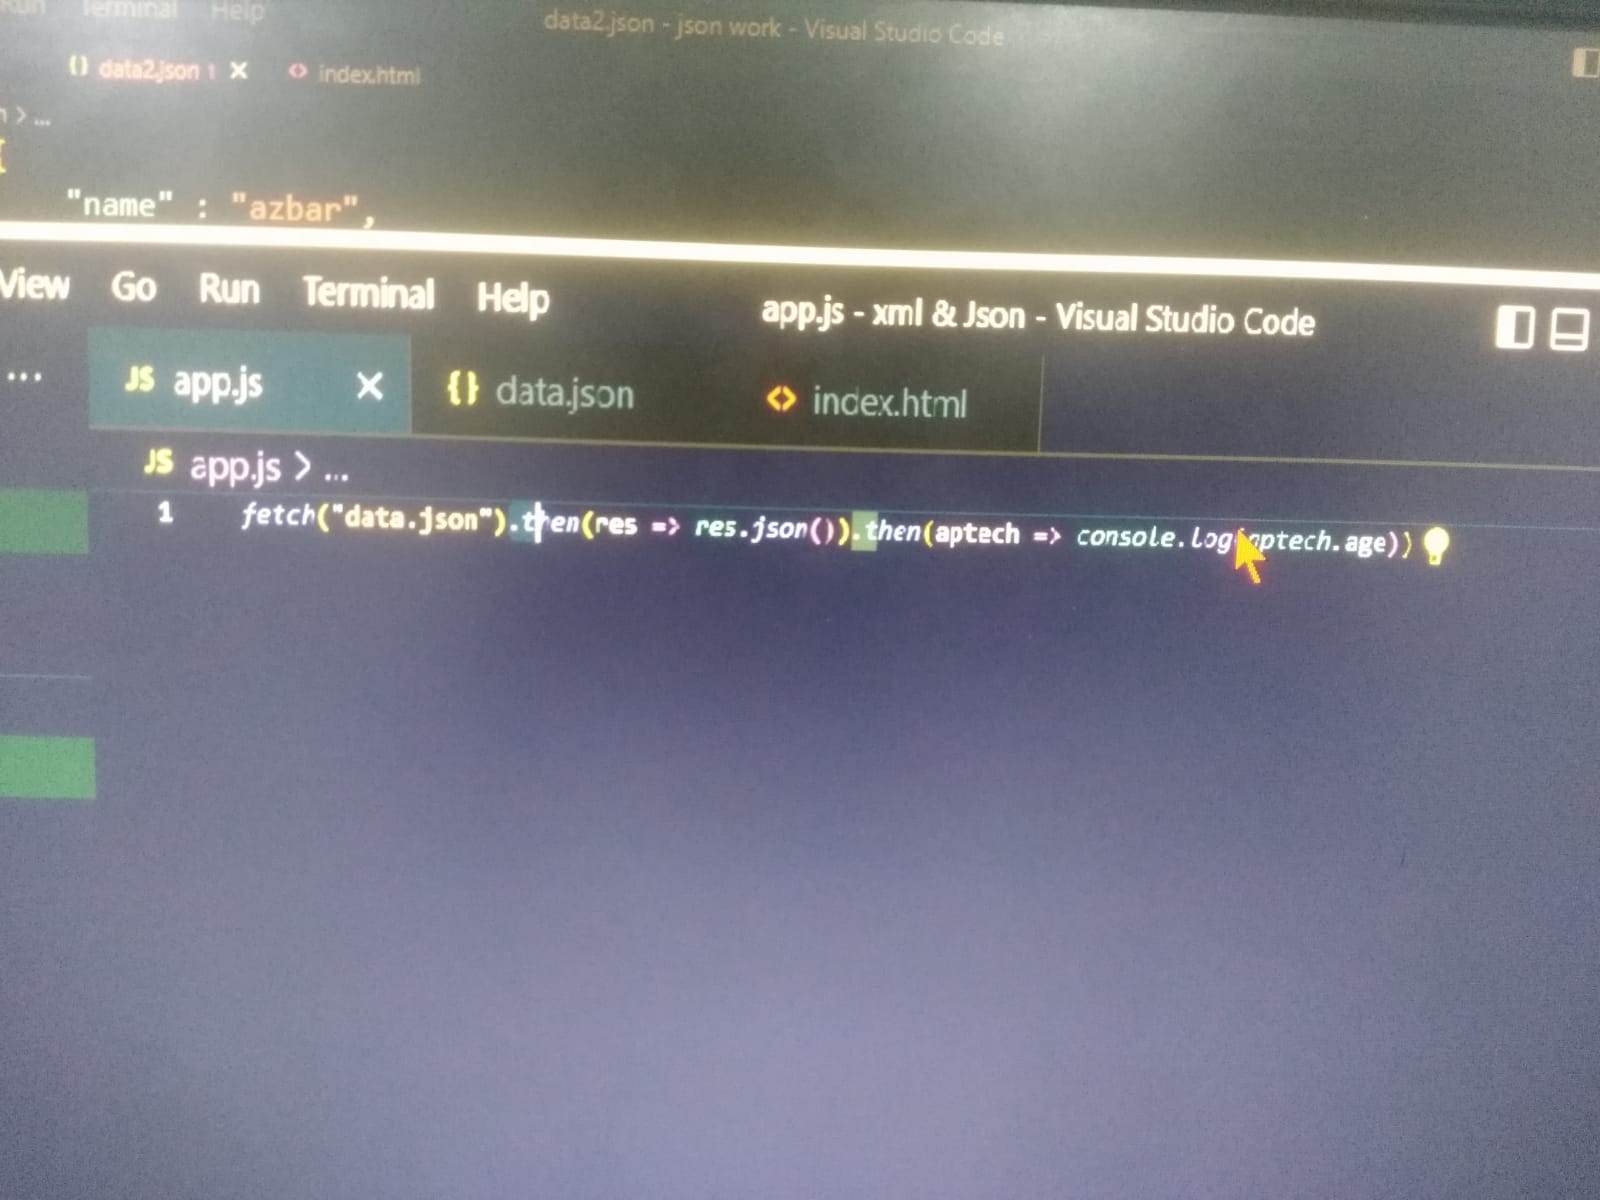 Run Terminal Help
data2.json - json work - Visual Studio Code
{} data2.json 1 × <> index.html
> ...
{
"name" : "azbar",
View Go Run Terminal Help
app.js - xml & Json - Visual Studio Code
... JS app.js × {} data.json <> index.html
JS app.js > ...
1 fetch("data.json").then(res => res.json()).then(aptech => console.log(aptech.age))